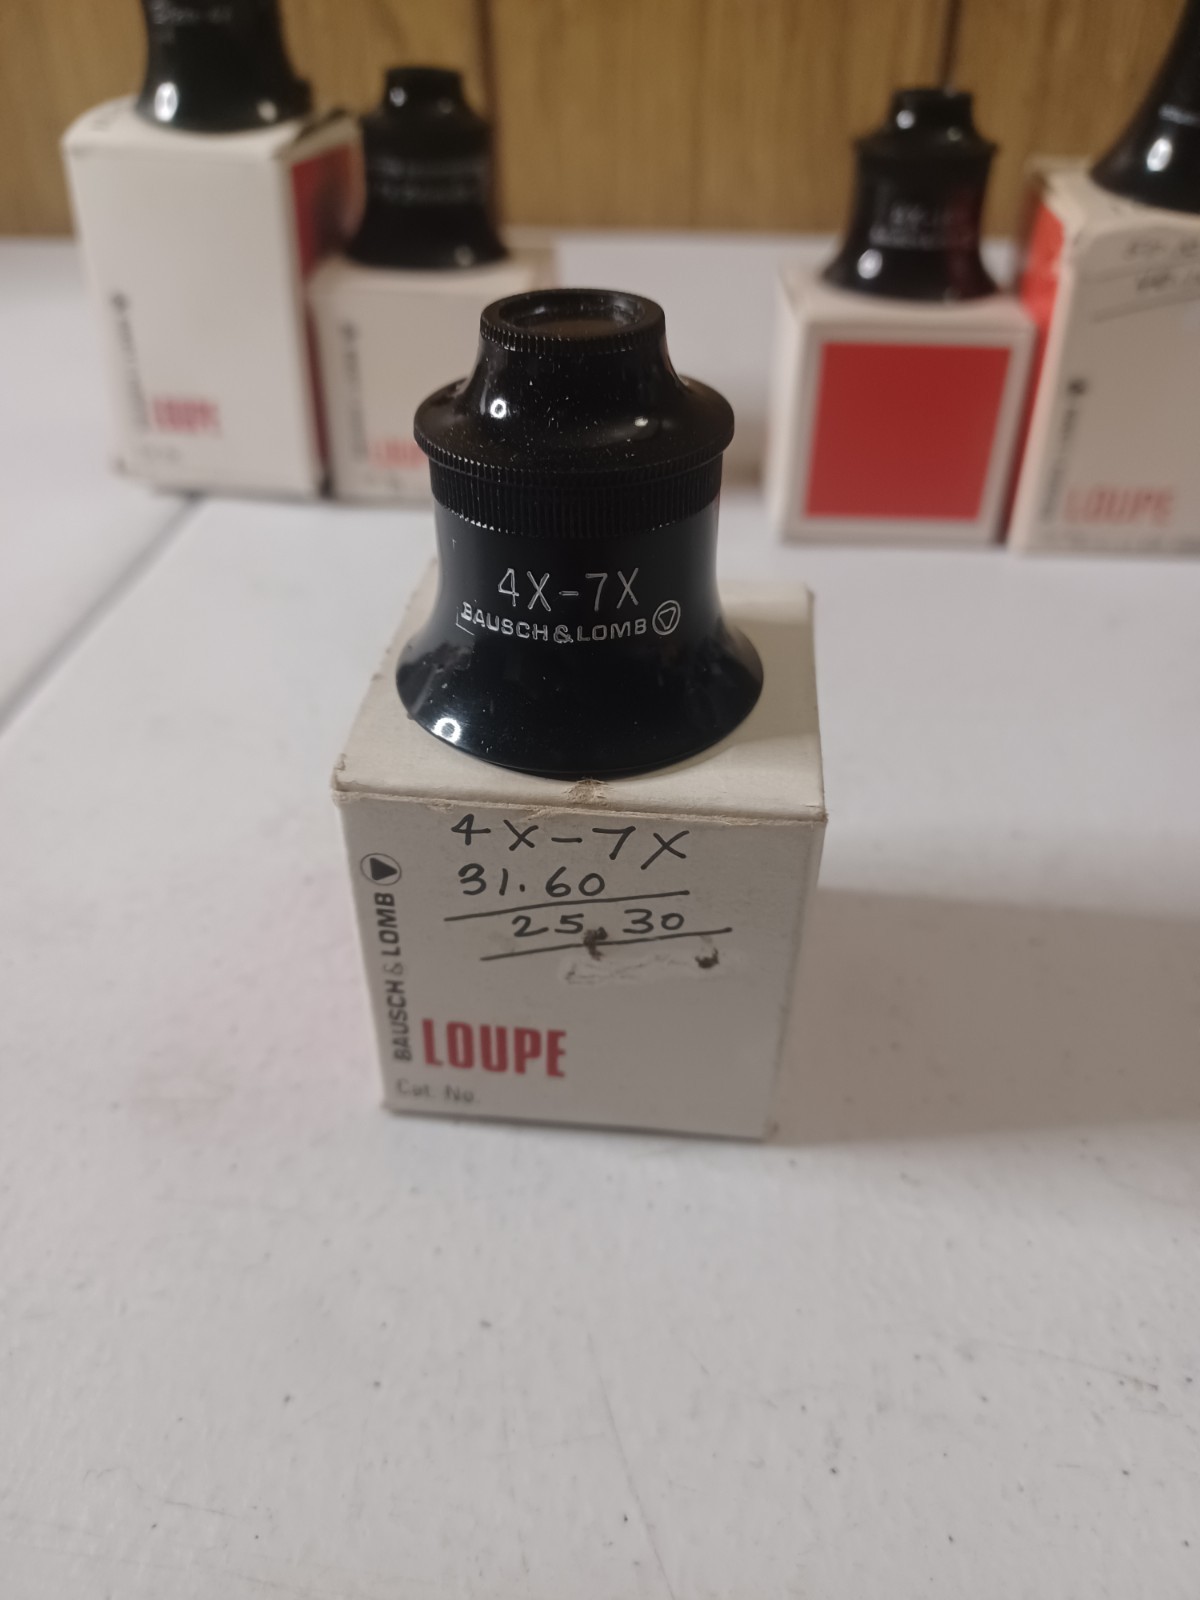 4X-7X
BAUSCH & LOMB
4X-7X
31.60
25.30
BAUSCH & LOMB
LOUPE
Cat. No.
LOUPE
LOUPE